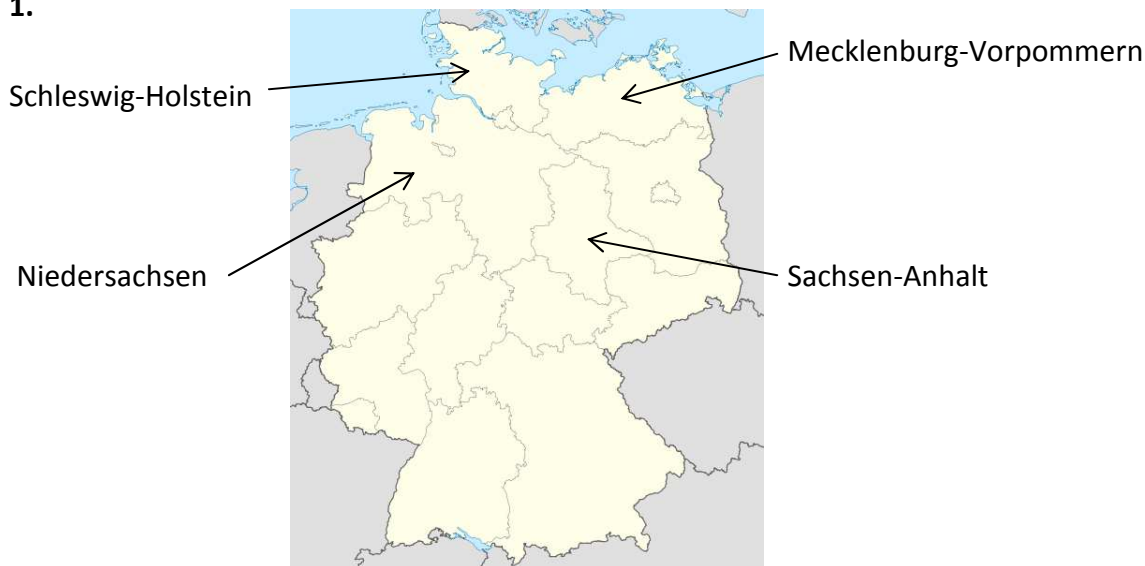 1.
Mecklenburg-Vorpommern
Schleswig-Holstein
Niedersachsen
Sachsen-Anhalt